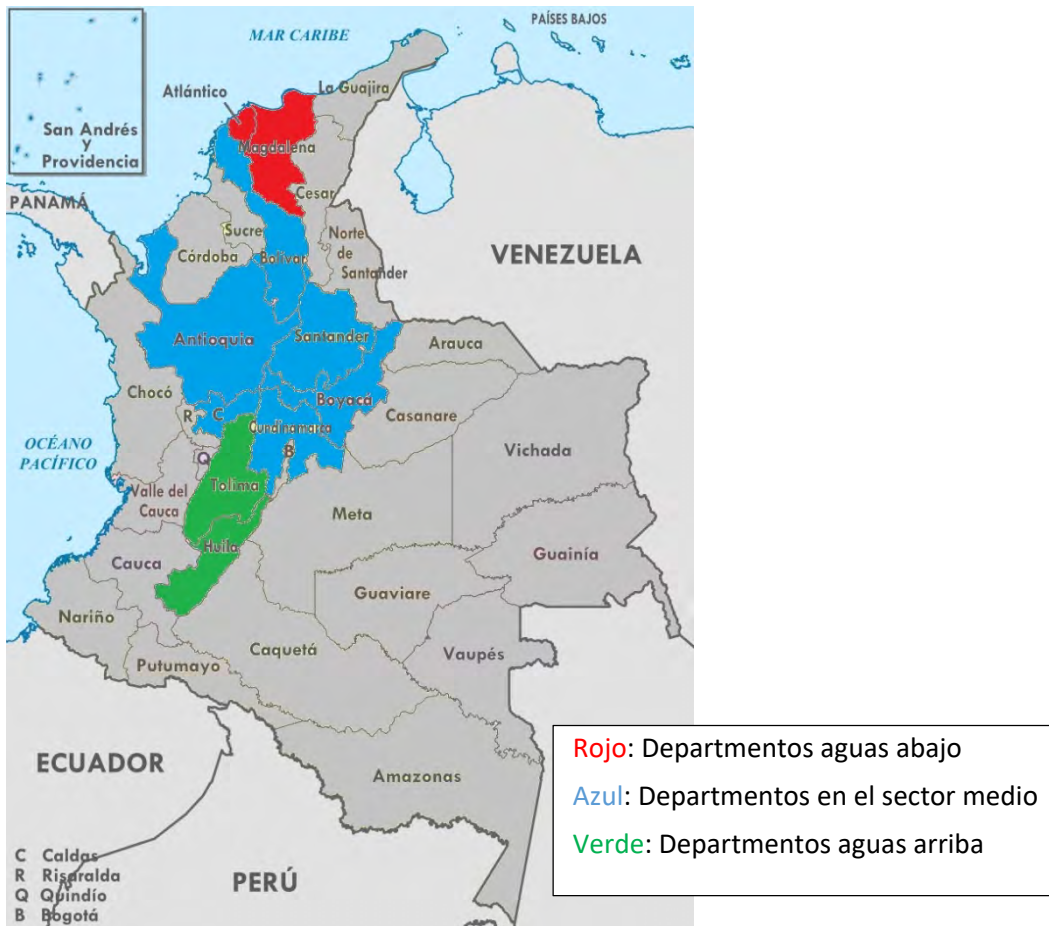 PAÍSES BAJOS
MAR CARIBE
La Guajira
Atlántico
San Andrés
y
Providencia
Magdalena
Cesar
PANAMÁ
Sucre
Norte
de
Santander
Córdoba
Bolívar
VENEZUELA
Antioquia
Santander
Arauca
Chocó
Boyacá
Casanare
R
C
Cundinamarca
OCÉANO
PACÍFICO
B
Vichada
Q
Tolima
Valle del
Cauca
Meta
Huila
Guainía
Cauca
Guaviare
Nariño
Caquetá
Vaupés
Putumayo
ECUADOR
Amazonas
PERÚ
C Caldas
R Risaralda
Q Quindío
B Bogotá
Rojo: Departmentos aguas abajo
Azul: Departmentos en el sector medio
Verde: Departmentos aguas arriba